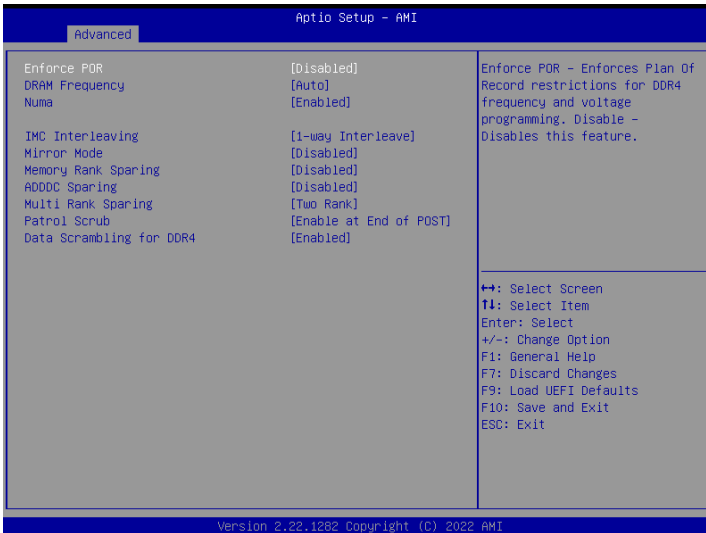 Aptio Setup - AMI
Advanced
Enforce POR [Disabled]
DRAM Frequency [Auto]
Numa [Enabled]
IMC Interleaving [1-way Interleave]
Mirror Mode [Disabled]
Memory Rank Sparing [Disabled]
ADDDC Sparing [Disabled]
Multi Rank Sparing [Two Rank]
Patrol Scrub [Enable at End of POST]
Data Scrambling for DDR4 [Enabled]
Enforce POR - Enforces Plan Of
Record restrictions for DDR4
frequency and voltage
programming. Disable -
Disables this feature.
↔: Select Screen
↑↓: Select Item
Enter: Select
+/-: Change Option
F1: General Help
F7: Discard Changes
F9: Load UEFI Defaults
F10: Save and Exit
ESC: Exit
Version 2.22.1282 Copyright (C) 2022 AMI